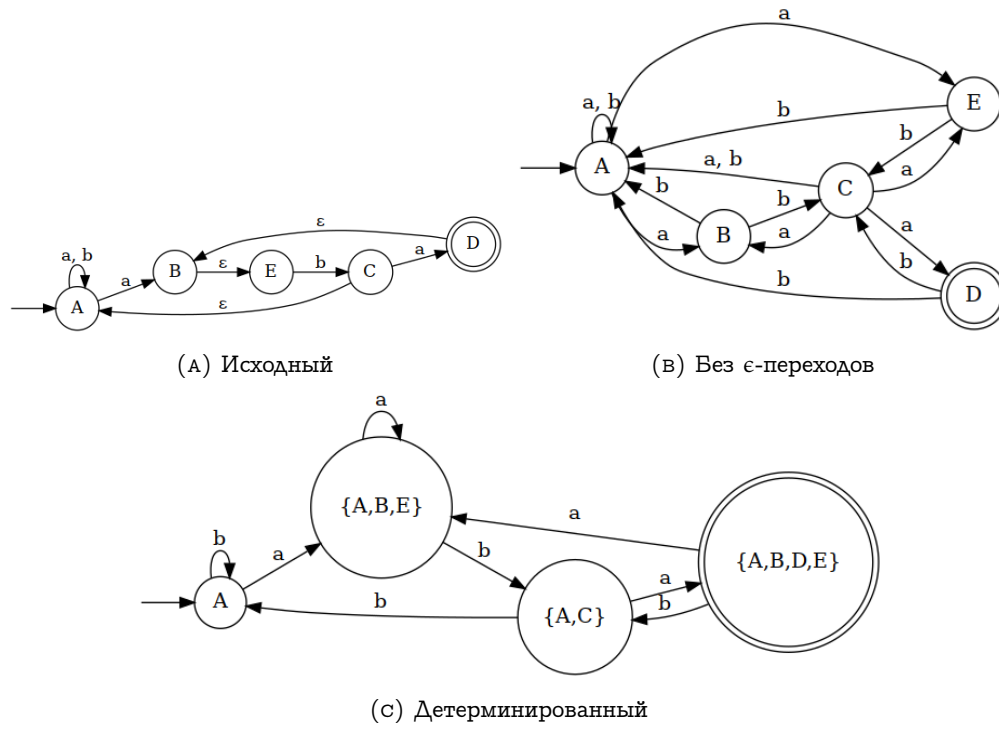 a
E
a, b
b
A
a, b
b
a
C
b
b
a
B
a
a
b
D
b
ε
D
a, b
B
ε
E
b
C
a
a
A
ε
(A) Исходный
(B) Без ϵ-переходов
a
{A,B,E}
a
{A,B,D,E}
b
b
a
a
b
A
b
{A,C}
(C) Детерминированный